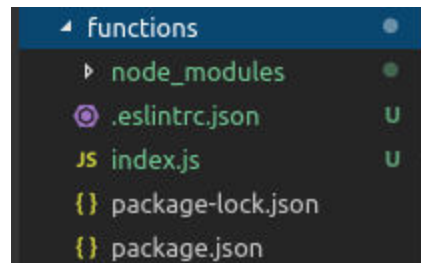 functions
node_modules
.eslintrc.json U
JS index.js U
{} package-lock.json
{} package.json